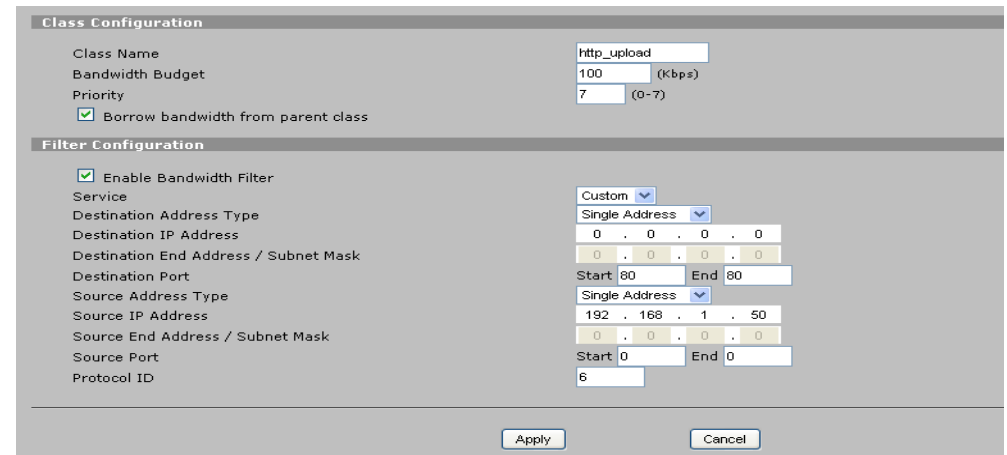 Class Configuration
Class Name http_upload
Bandwidth Budget 100 (Kbps)
Priority 7 (0-7)
Borrow bandwidth from parent class
Filter Configuration
Enable Bandwidth Filter
Service Custom
Destination Address Type Single Address
Destination IP Address 0 . 0 . 0 . 0
Destination End Address / Subnet Mask 0 . 0 . 0 . 0
Destination Port Start 80 End 80
Source Address Type Single Address
Source IP Address 192 . 168 . 1 . 50
Source End Address / Subnet Mask 0 . 0 . 0 . 0
Source Port Start 0 End 0
Protocol ID 6
Apply Cancel